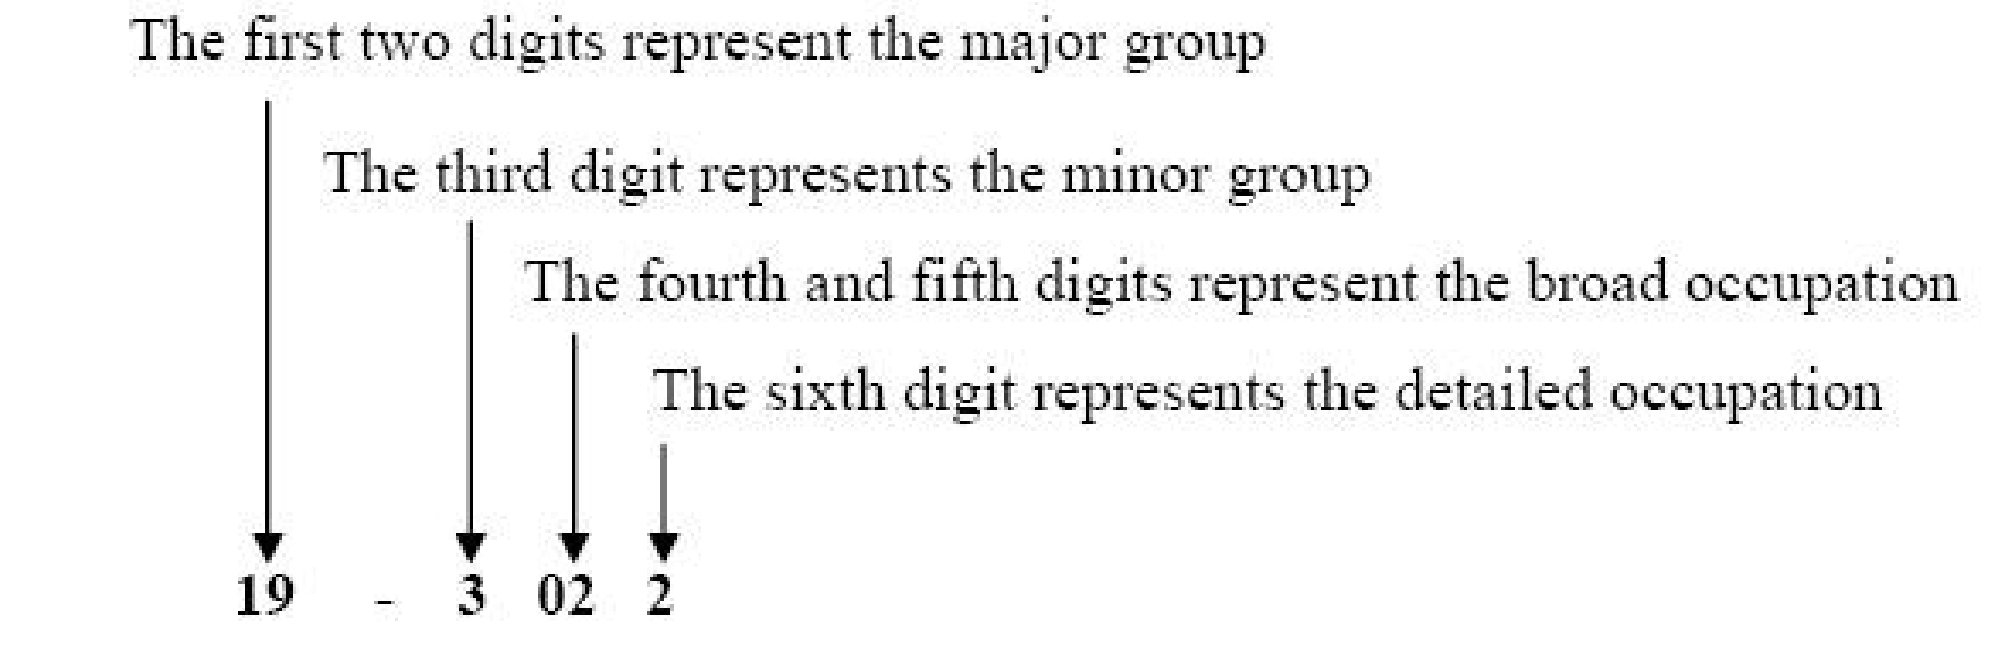 The first two digits represent the major group
The third digit represents the minor group
The fourth and fifth digits represent the broad occupation
The sixth digit represents the detailed occupation
19 - 3 02 2